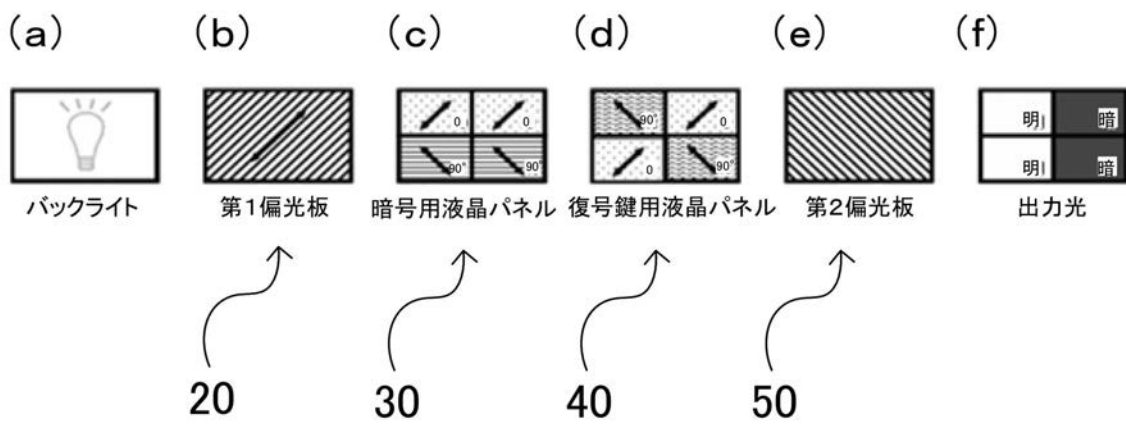 (a) (b) (c) (d) (e) (f)
0 0 90° 0 明 暗
90° 90° 0 90° 明 暗
バックライト 第1偏光板 暗号用液晶パネル 復号鍵用液晶パネル 第2偏光板 出力光
20 30 40 50